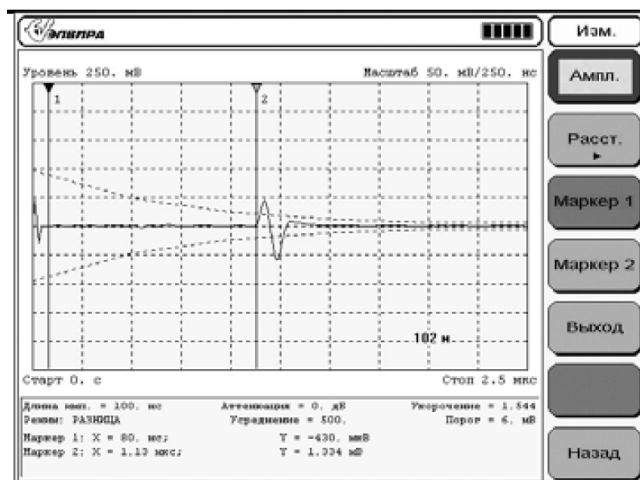 ЭЛВПРА
Изм.
Уровень 250. мВ Масштаб 50. мВ/250. нс
1 2
Ампл.
Расст.
Маркер 1
Маркер 2
102 м
Выход
Старт 0. с Стоп 2.5 мкс
Длина имп. = 100. нс Аттенюация = 0. дБ Укорочение = 1.544
Режим: РАЗНИЦА Усреднение = 500. Порог = 6. мВ
Маркер 1: X = 80. нс; Y = -430. мкВ
Маркер 2: X = 1.13 мкс; Y = 1.334 мВ
Назад